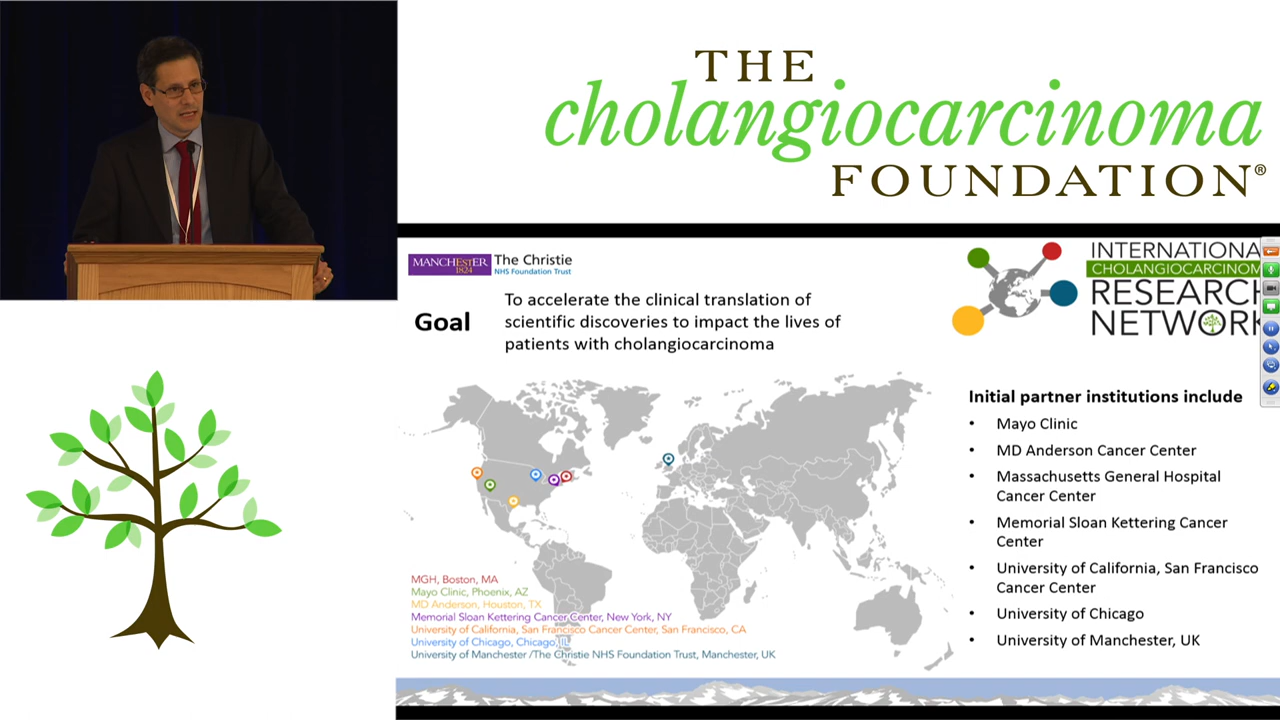 THE
cholangiocarcinoma
FOUNDATION®
MANCHESTER
1824
The Christie
NHS Foundation Trust
Goal
To accelerate the clinical translation of
scientific discoveries to impact the lives of
patients with cholangiocarcinoma
INTERNATIONA
CHOLANGIOCARCINOM
RESEARCH
NETWORK
Initial partner institutions include
• Mayo Clinic
• MD Anderson Cancer Center
• Massachusetts General Hospital
Cancer Center
• Memorial Sloan Kettering Cancer
Center
• University of California, San Francisco
Cancer Center
• University of Chicago
• University of Manchester, UK
MGH, Boston, MA
Mayo Clinic, Phoenix, AZ
MD Anderson, Houston, TX
Memorial Sloan Kettering Cancer Center, New York, NY
University of California, San Francisco Cancer Center, San Francisco, CA
University of Chicago, Chicago, IL
University of Manchester /The Christie NHS Foundation Trust, Manchester, UK